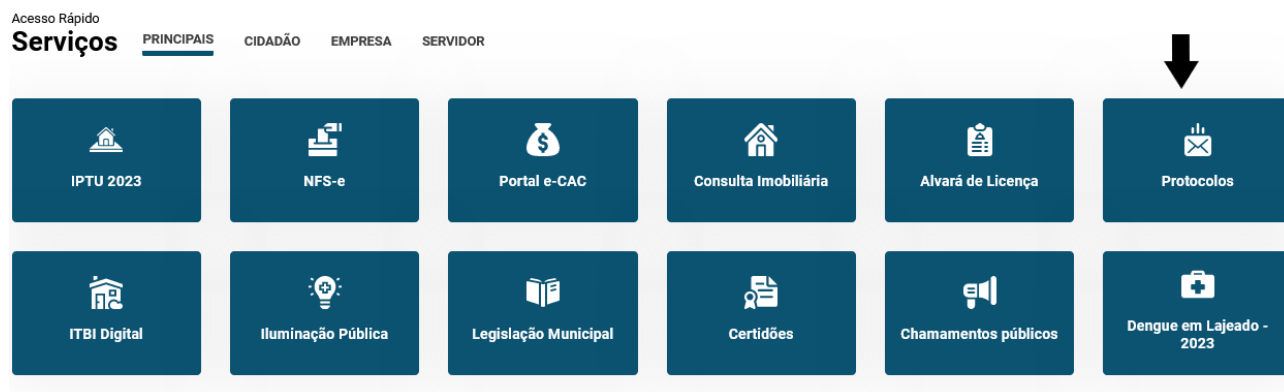 Acesso Rápido
Serviços PRINCIPAIS CIDADÃO EMPRESA SERVIDOR
IPTU 2023
NFS-e
Portal e-CAC
Consulta Imobiliária
Alvará de Licença
Protocolos
ITBI Digital
Iluminação Pública
Legislação Municipal
Certidões
Chamamentos públicos
Dengue em Lajeado -
2023